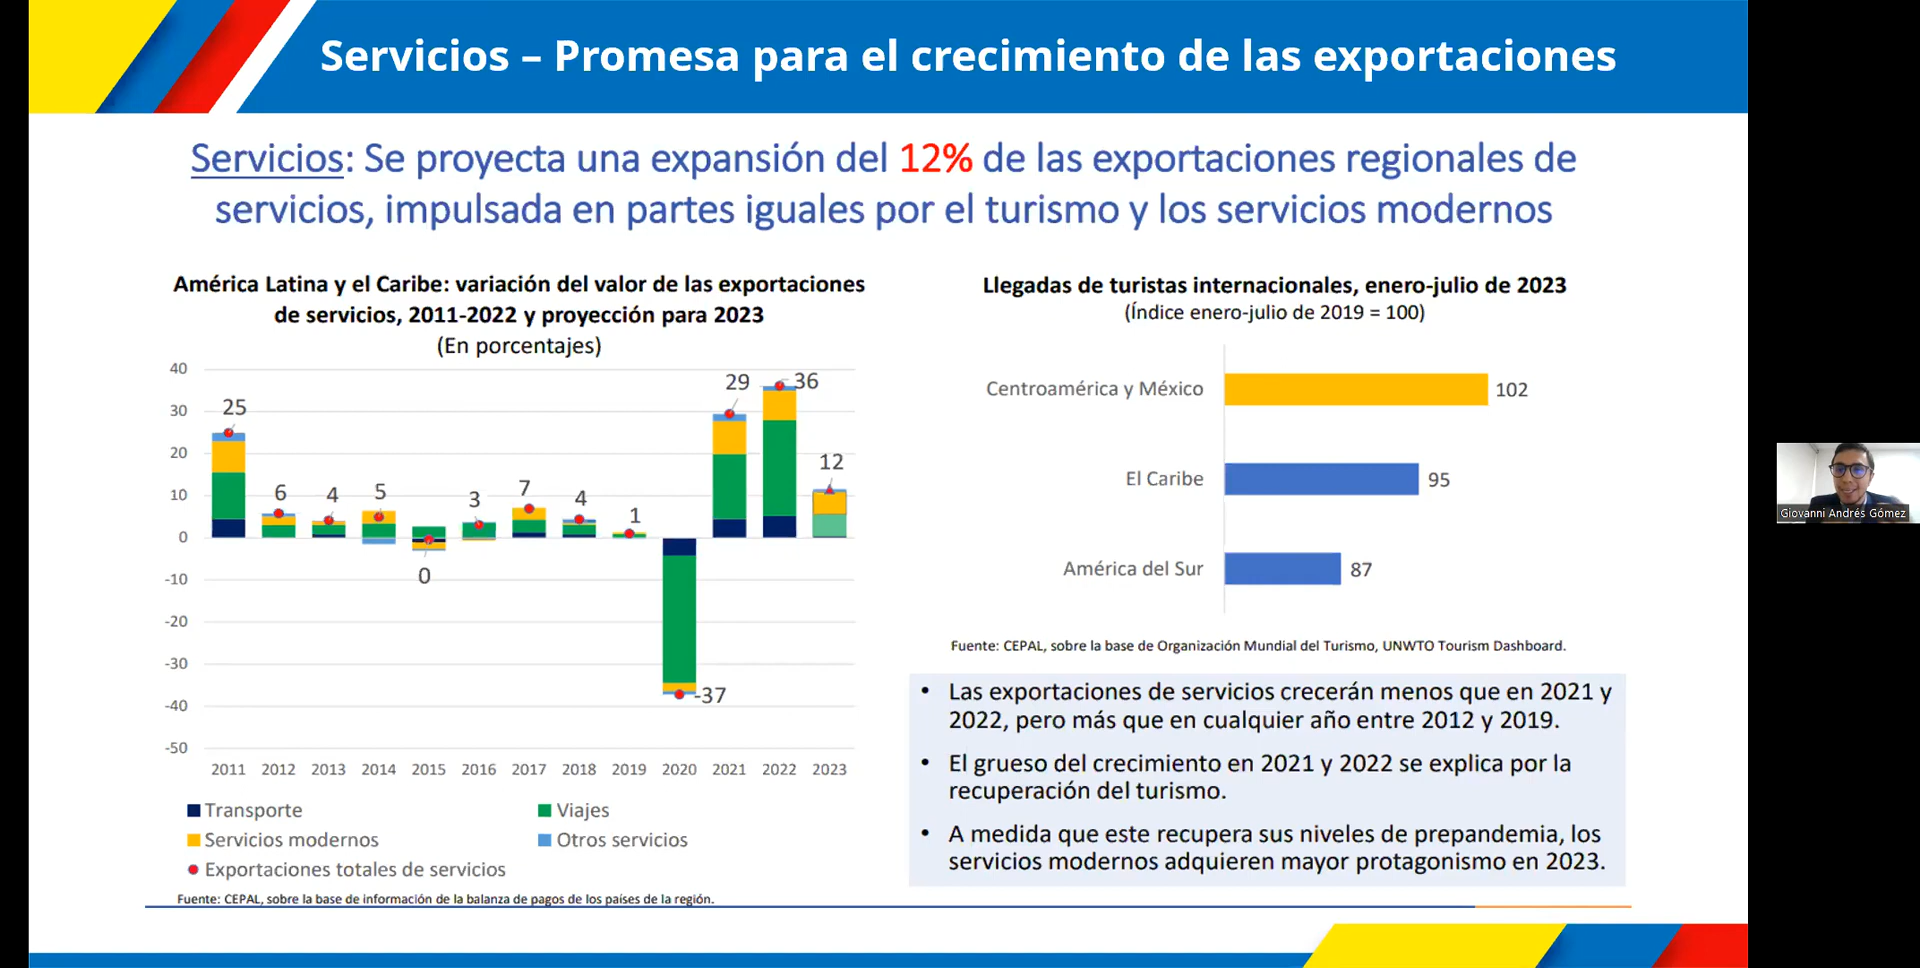 Servicios – Promesa para el crecimiento de las exportaciones
Servicios: Se proyecta una expansión del 12% de las exportaciones regionales de
servicios, impulsada en partes iguales por el turismo y los servicios modernos
América Latina y el Caribe: variación del valor de las exportaciones
de servicios, 2011-2022 y proyección para 2023
(En porcentajes)
40
30
20
10
0
-10
-20
-30
-40
-50
25
6
4
5
0
3
7
4
1
-37
29
36
12
2011 2012 2013 2014 2015 2016 2017 2018 2019 2020 2021 2022 2023
Transporte
Viajes
Servicios modernos
Otros servicios
Exportaciones totales de servicios
Fuente: CEPAL, sobre la base de información de la balanza de pagos de los países de la región.
Llegadas de turistas internacionales, enero-julio de 2023
(Índice enero-julio de 2019 = 100)
Centroamérica y México 102
El Caribe 95
América del Sur 87
Fuente: CEPAL, sobre la base de Organización Mundial del Turismo, UNWTO Tourism Dashboard.
• Las exportaciones de servicios crecerán menos que en 2021 y
2022, pero más que en cualquier año entre 2012 y 2019.
• El grueso del crecimiento en 2021 y 2022 se explica por la
recuperación del turismo.
• A medida que este recupera sus niveles de prepandemia, los
servicios modernos adquieren mayor protagonismo en 2023.
Giovanni Andrés Gómez